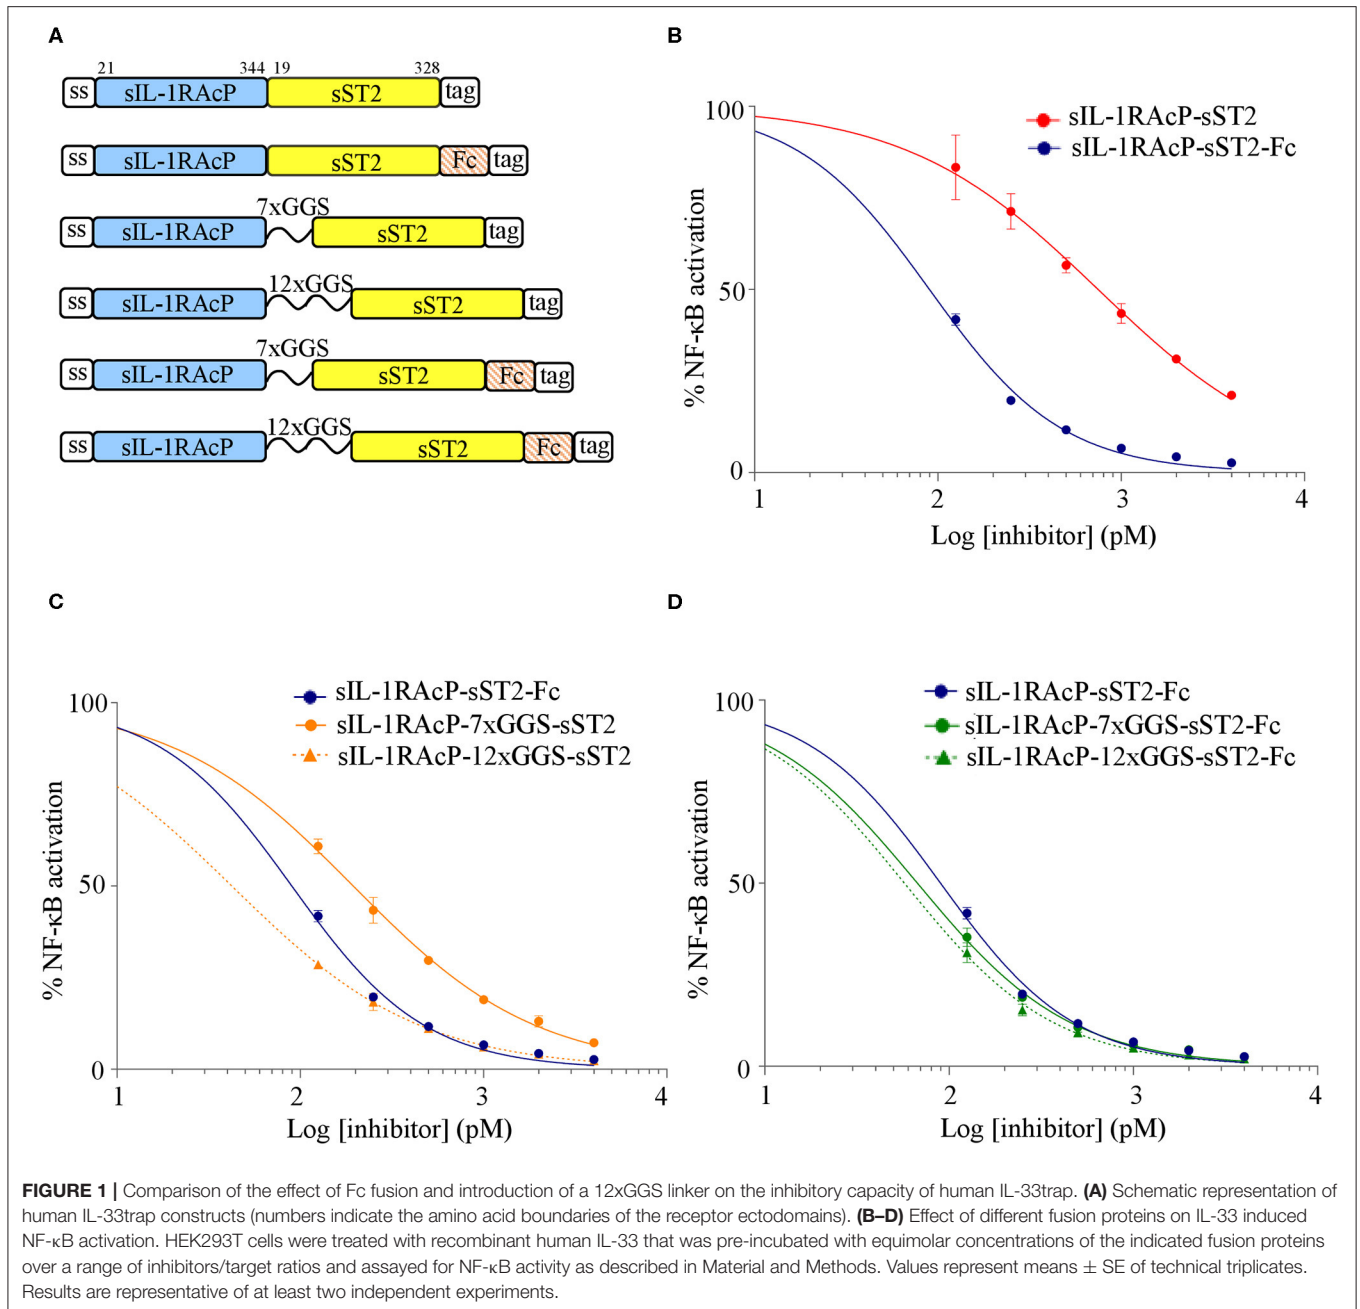 A
21 344 19 328
ss sIL-1RAcP sST2 tag
ss sIL-1RAcP sST2 Fc tag
7xGGS
ss sIL-1RAcP sST2 tag
12xGGS
ss sIL-1RAcP sST2 tag
7xGGS
ss sIL-1RAcP sST2 Fc tag
12xGGS
ss sIL-1RAcP sST2 Fc tag
B
sIL-1RAcP-sST2
sIL-1RAcP-sST2-Fc
% NF-κB activation
100
50
0
1 2 3 4
Log [inhibitor] (pM)
C
sIL-1RAcP-sST2-Fc
sIL-1RAcP-7xGGS-sST2
sIL-1RAcP-12xGGS-sST2
% NF-κB activation
100
50
0
1 2 3 4
Log [inhibitor] (pM)
D
sIL-1RAcP-sST2-Fc
sIL-1RAcP-7xGGS-sST2-Fc
sIL-1RAcP-12xGGS-sST2-Fc
% NF-κB activation
100
50
0
1 2 3 4
Log [inhibitor] (pM)
FIGURE 1 | Comparison of the effect of Fc fusion and introduction of a 12xGGS linker on the inhibitory capacity of human IL-33trap. (A) Schematic representation of
human IL-33trap constructs (numbers indicate the amino acid boundaries of the receptor ectodomains). (B–D) Effect of different fusion proteins on IL-33 induced
NF-κB activation. HEK293T cells were treated with recombinant human IL-33 that was pre-incubated with equimolar concentrations of the indicated fusion proteins
over a range of inhibitors/target ratios and assayed for NF-κB activity as described in Material and Methods. Values represent means ± SE of technical triplicates.
Results are representative of at least two independent experiments.